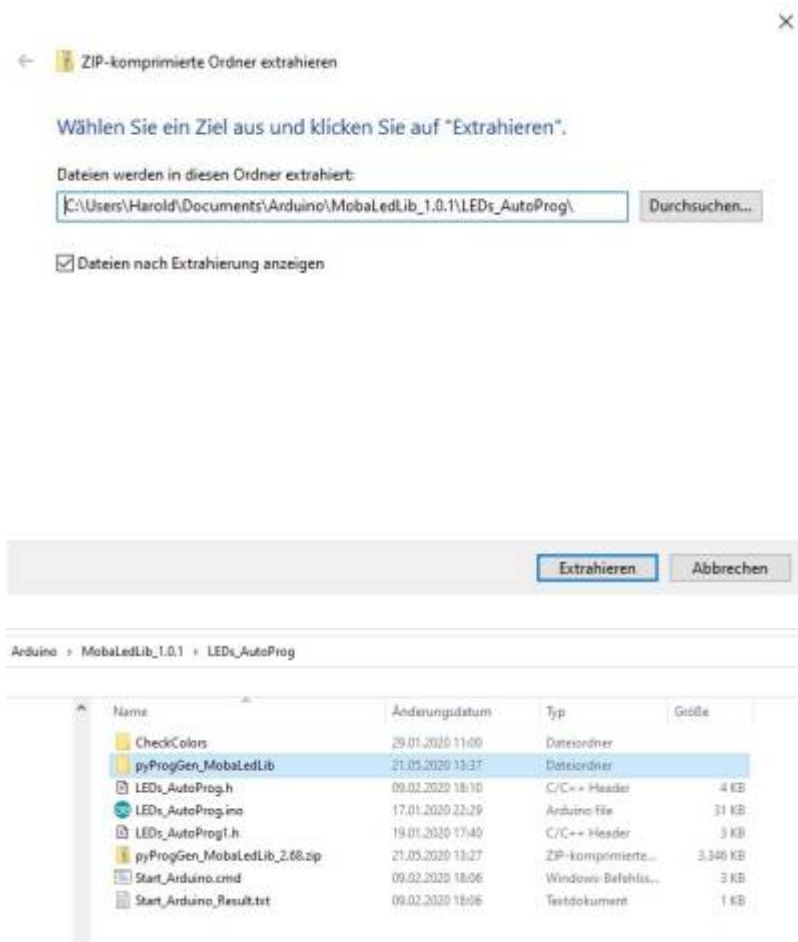 ZIP-komprimierte Ordner extrahieren
Wählen Sie ein Ziel aus und klicken Sie auf "Extrahieren".
Dateien werden in diesen Ordner extrahiert:
C:\Users\Harold\Documents\Arduino\MobaLedLib_1.0.1\LEDs_AutoProg\ Durchsuchen...
Dateien nach Extrahierung anzeigen
Extrahieren Abbrechen
Arduino › MobaLedLib_1.0.1 › LEDs_AutoProg
Name Änderungsdatum Typ Größe
CheckColors 29.01.2020 11:00 Dateiordner
pyProgGen_MobaLedLib 21.05.2020 13:37 Dateiordner
LEDs_AutoProg.h 09.02.2020 18:10 C/C++ Header 4 KB
LEDs_AutoProg.ino 17.01.2020 22:29 Arduino file 31 KB
LEDs_AutoProg1.h 19.01.2020 17:40 C/C++ Header 3 KB
pyProgGen_MobaLedLib_2.68.zip 21.05.2020 13:27 ZIP-komprimierte... 3.346 KB
Start_Arduino.cmd 09.02.2020 18:06 Windows-Befehlss... 3 KB
Start_Arduino_Result.txt 09.02.2020 18:06 Textdokument 1 KB